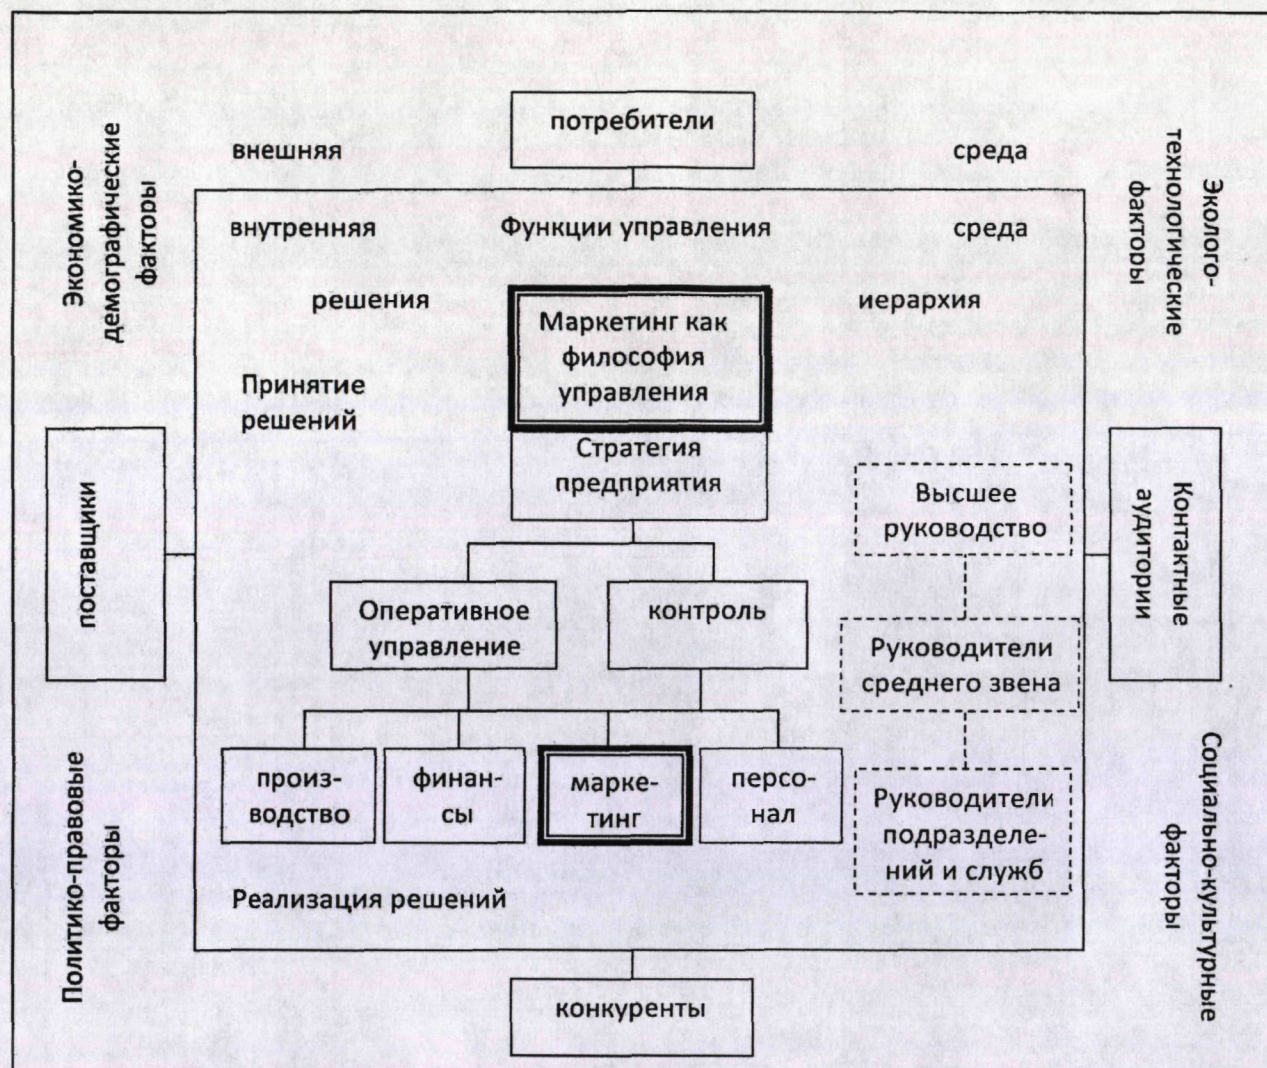 потребители
внешняя
среда
Экономико-
демографические
факторы
Эколого-
технологические
факторы
внутренняя
Функции управления
среда
решения
иерархия
Маркетинг как
философия
управления
Принятие
решений
Стратегия
предприятия
поставщики
Высшее
руководство
Контактные
аудитории
Оперативное
управление
контроль
Руководители
среднего звена
произ-
водство
финан-
сы
марке-
тинг
персо-
нал
Руководители
подразделе-
ний и служб
Политико-правовые
факторы
Социально-культурные
факторы
Реализация решений
конкуренты